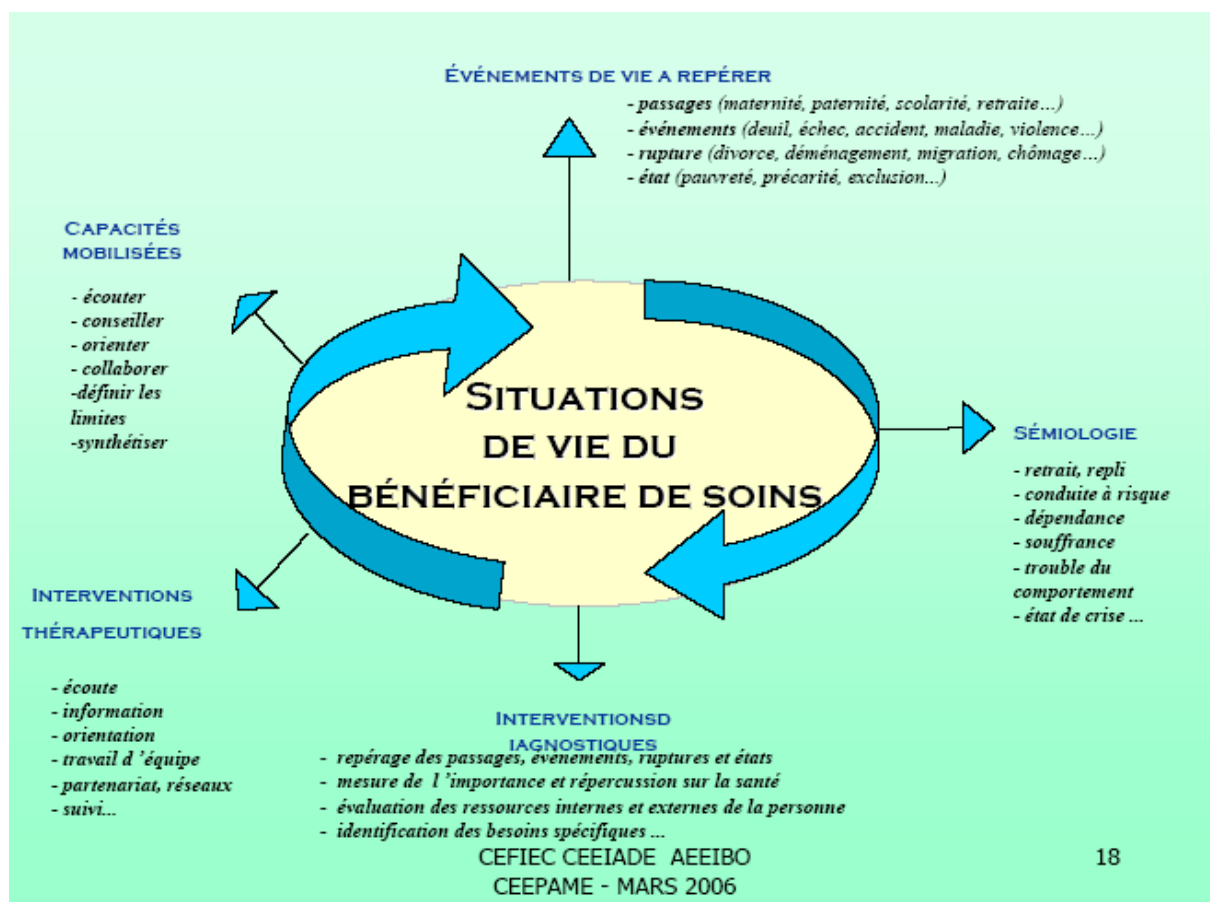 ÉVÉNEMENTS DE VIE A REPÉRER
- passages (maternité, paternité, scolarité, retraite...)
- événements (deuil, échec, accident, maladie, violence...)
- rupture (divorce, déménagement, migration, chômage...)
- état (pauvreté, précarité, exclusion...)
CAPACITÉS
MOBILISÉES
- écouter
- conseiller
- orienter
- collaborer
-définir les
limites
-synthétiser
SITUATIONS
DE VIE DU
BÉNÉFICIAIRE DE SOINS
SÉMIOLOGIE
- retrait, repli
- conduite à risque
- dépendance
- souffrance
- trouble du
comportement
- état de crise ...
INTERVENTIONS
THÉRAPEUTIQUES
- écoute
- information
- orientation
- travail d ’équipe
- partenariat, réseaux
- suivi...
INTERVENTIONSD
IAGNOSTIQUES
- repérage des passages, événements, ruptures et états
- mesure de l ’importance et répercussion sur la santé
- évaluation des ressources internes et externes de la personne
- identification des besoins spécifiques ...
CEFIEC CEEIADE AEEIBO
CEEPAME - MARS 2006
18